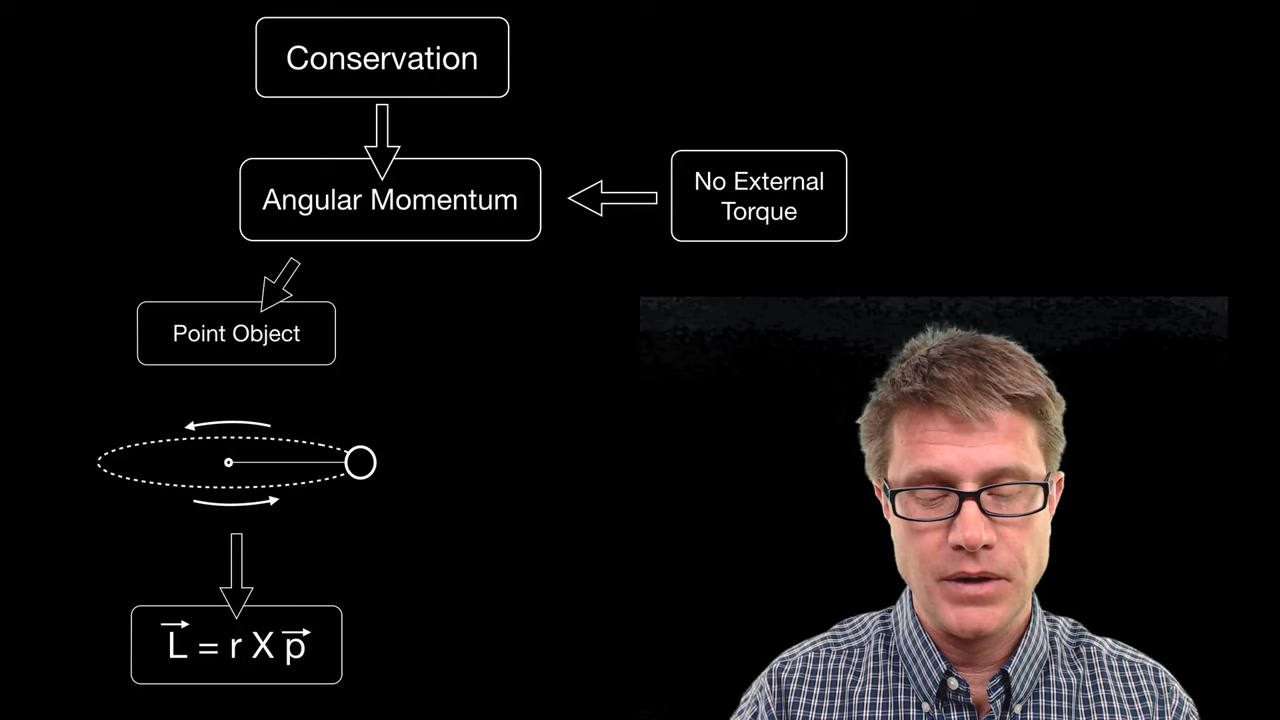 Conservation
Angular Momentum
No External
Torque
Point Object
L⃗ = r X p⃗